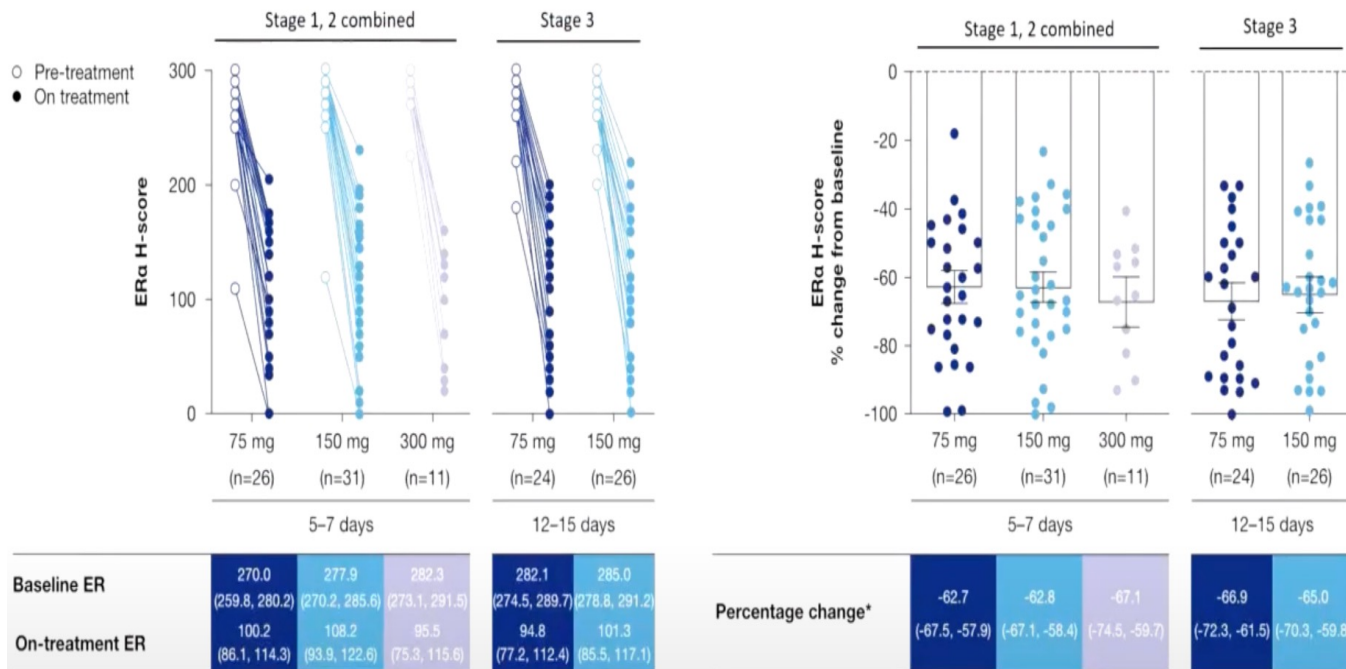 Stage 1, 2 combined
Stage 3
Pre-treatment
On treatment
ERα H-score
300
200
100
0
75 mg
150 mg
300 mg
75 mg
150 mg
(n=26)
(n=31)
(n=11)
(n=24)
(n=26)
5–7 days
12–15 days
Baseline ER
270.0
277.9
282.3
282.1
285.0
(259.8, 280.2)
(270.2, 285.6)
(273.1, 291.5)
(274.5, 289.7)
(278.8, 291.2)
On-treatment ER
100.2
108.2
95.5
94.8
101.3
(86.1, 114.3)
(93.9, 122.6)
(75.3, 115.6)
(77.2, 112.4)
(85.5, 117.1)
Stage 1, 2 combined
Stage 3
ERα H-score
% change from baseline
0
-20
-40
-60
-80
-100
75 mg
150 mg
300 mg
75 mg
150 mg
(n=26)
(n=31)
(n=11)
(n=24)
(n=26)
5–7 days
12–15 days
Percentage change*
-62.7
-62.8
-67.1
-66.9
-65.0
(-67.5, -57.9)
(-67.1, -58.4)
(-74.5, -59.7)
(-72.3, -61.5)
(-70.3, -59.8